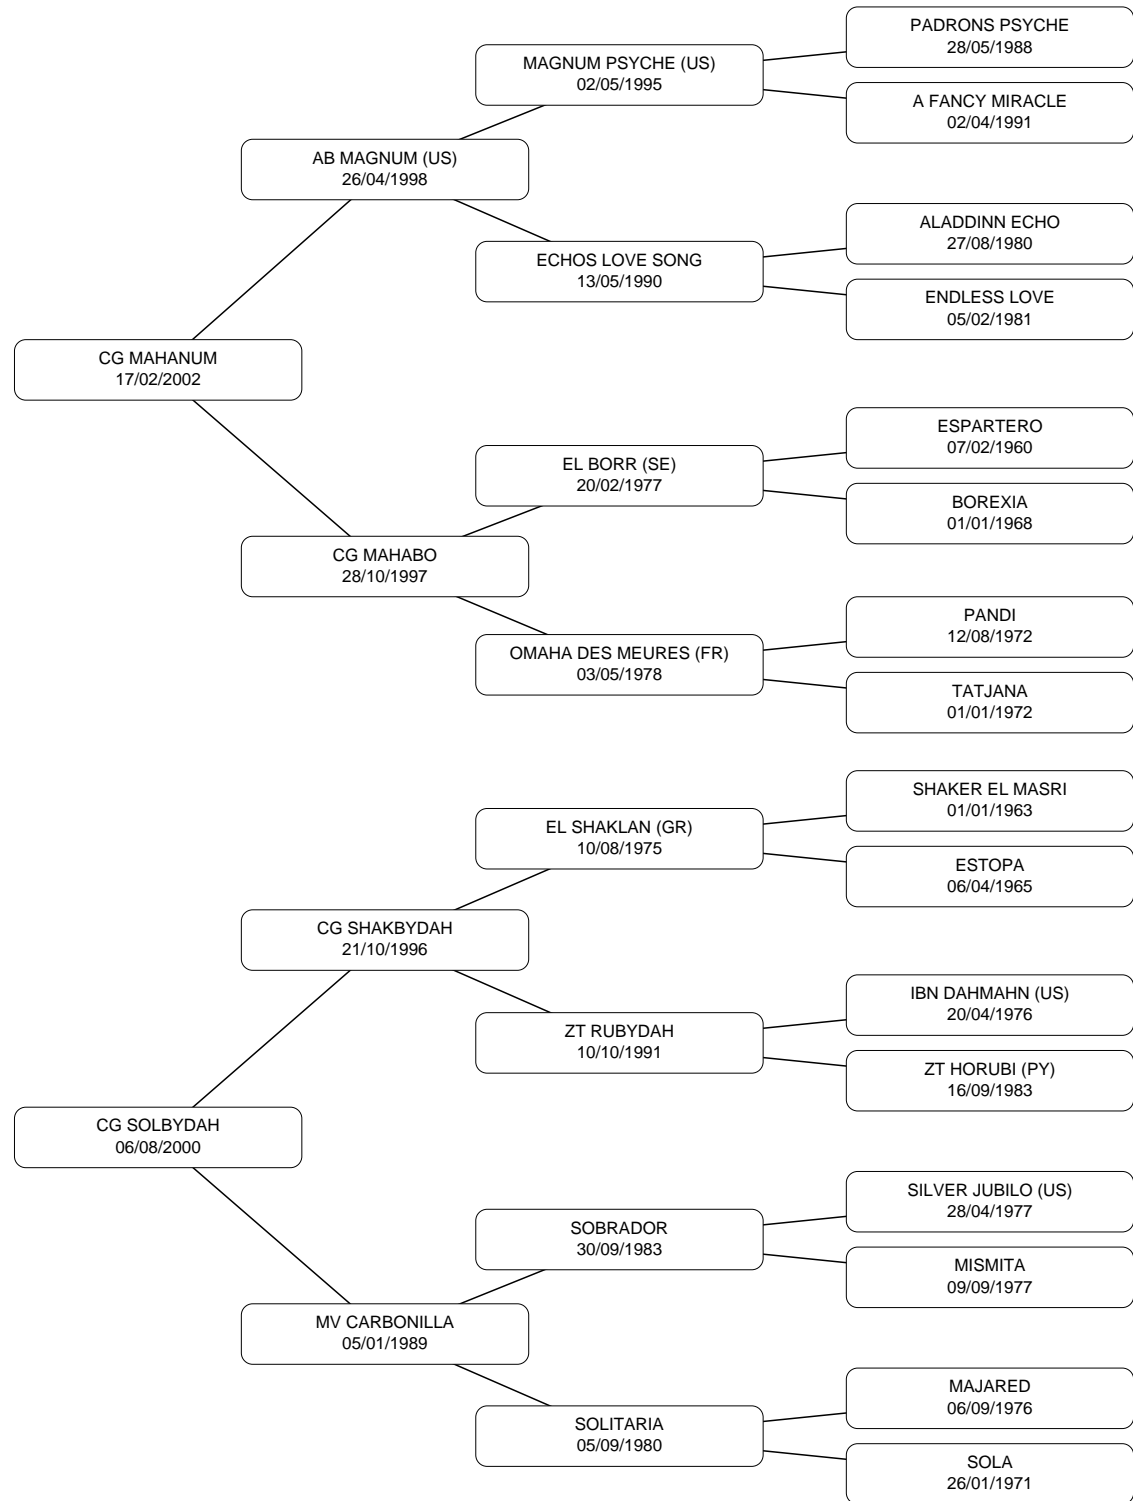 PADRONS PSYCHE
28/05/1988
MAGNUM PSYCHE (US)
02/05/1995
A FANCY MIRACLE
02/04/1991
AB MAGNUM (US)
26/04/1998
ALADDINN ECHO
27/08/1980
ECHOS LOVE SONG
13/05/1990
ENDLESS LOVE
05/02/1981
CG MAHANUM
17/02/2002
ESPARTERO
07/02/1960
EL BORR (SE)
20/02/1977
BOREXIA
01/01/1968
CG MAHABO
28/10/1997
PANDI
12/08/1972
OMAHA DES MEURES (FR)
03/05/1978
TATJANA
01/01/1972
SHAKER EL MASRI
01/01/1963
EL SHAKLAN (GR)
10/08/1975
ESTOPA
06/04/1965
CG SHAKBYDAH
21/10/1996
IBN DAHMAHN (US)
20/04/1976
ZT RUBYDAH
10/10/1991
ZT HORUBI (PY)
16/09/1983
CG SOLBYDAH
06/08/2000
SILVER JUBILO (US)
28/04/1977
SOBRADOR
30/09/1983
MISMITA
09/09/1977
MV CARBONILLA
05/01/1989
MAJARED
06/09/1976
SOLITARIA
05/09/1980
SOLA
26/01/1971